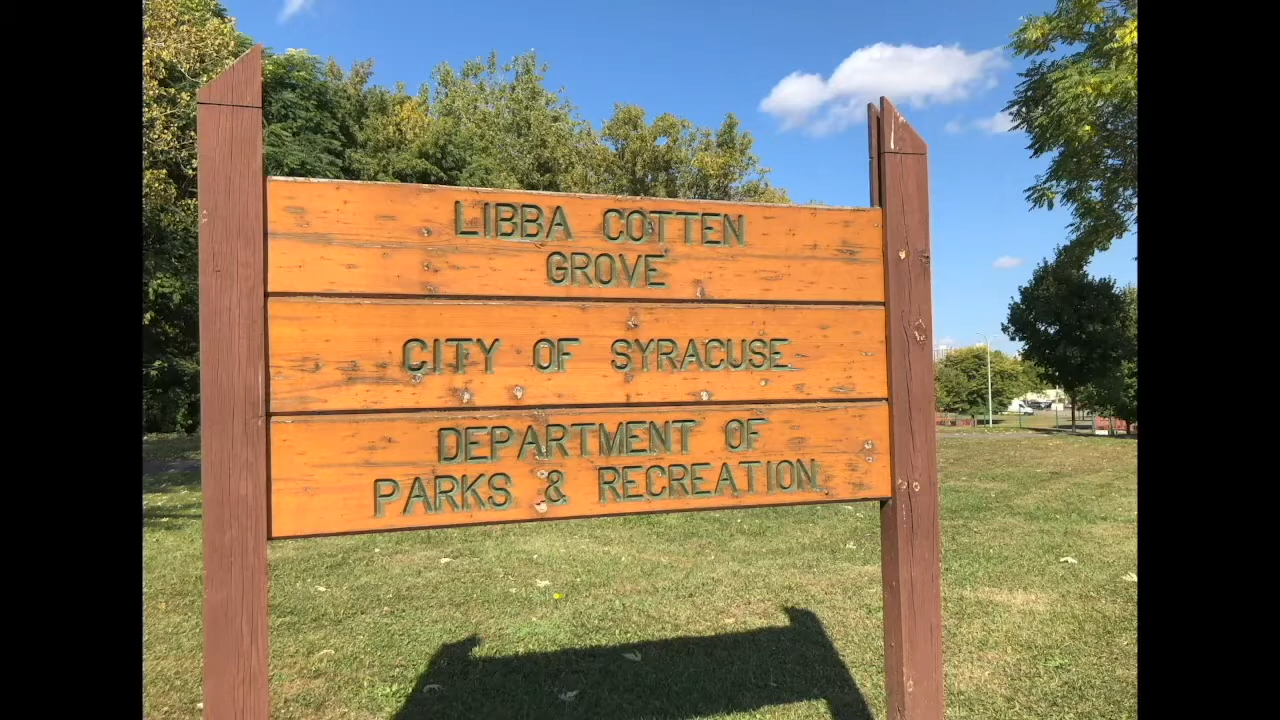 LIBBA COTTEN
GROVE
CITY OF SYRACUSE
DEPARTMENT OF
PARKS & RECREATION